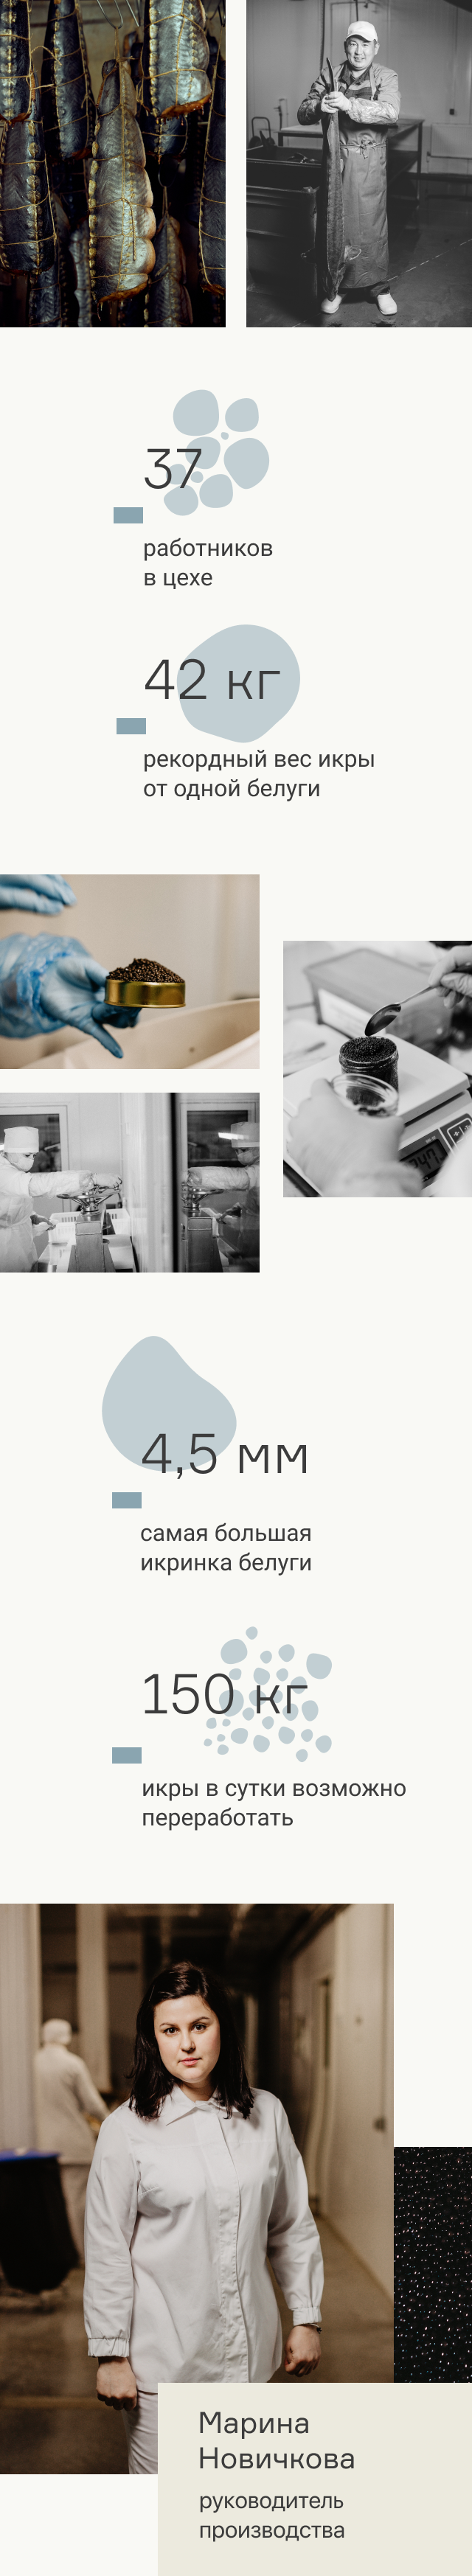 37
работников
в цехе
42 кг
рекордный вес икры
от одной белуги
4,5 мм
самая большая
икринка белуги
150 кг
икры в сутки возможно
переработать
Марина
Новичкова
руководитель
производства